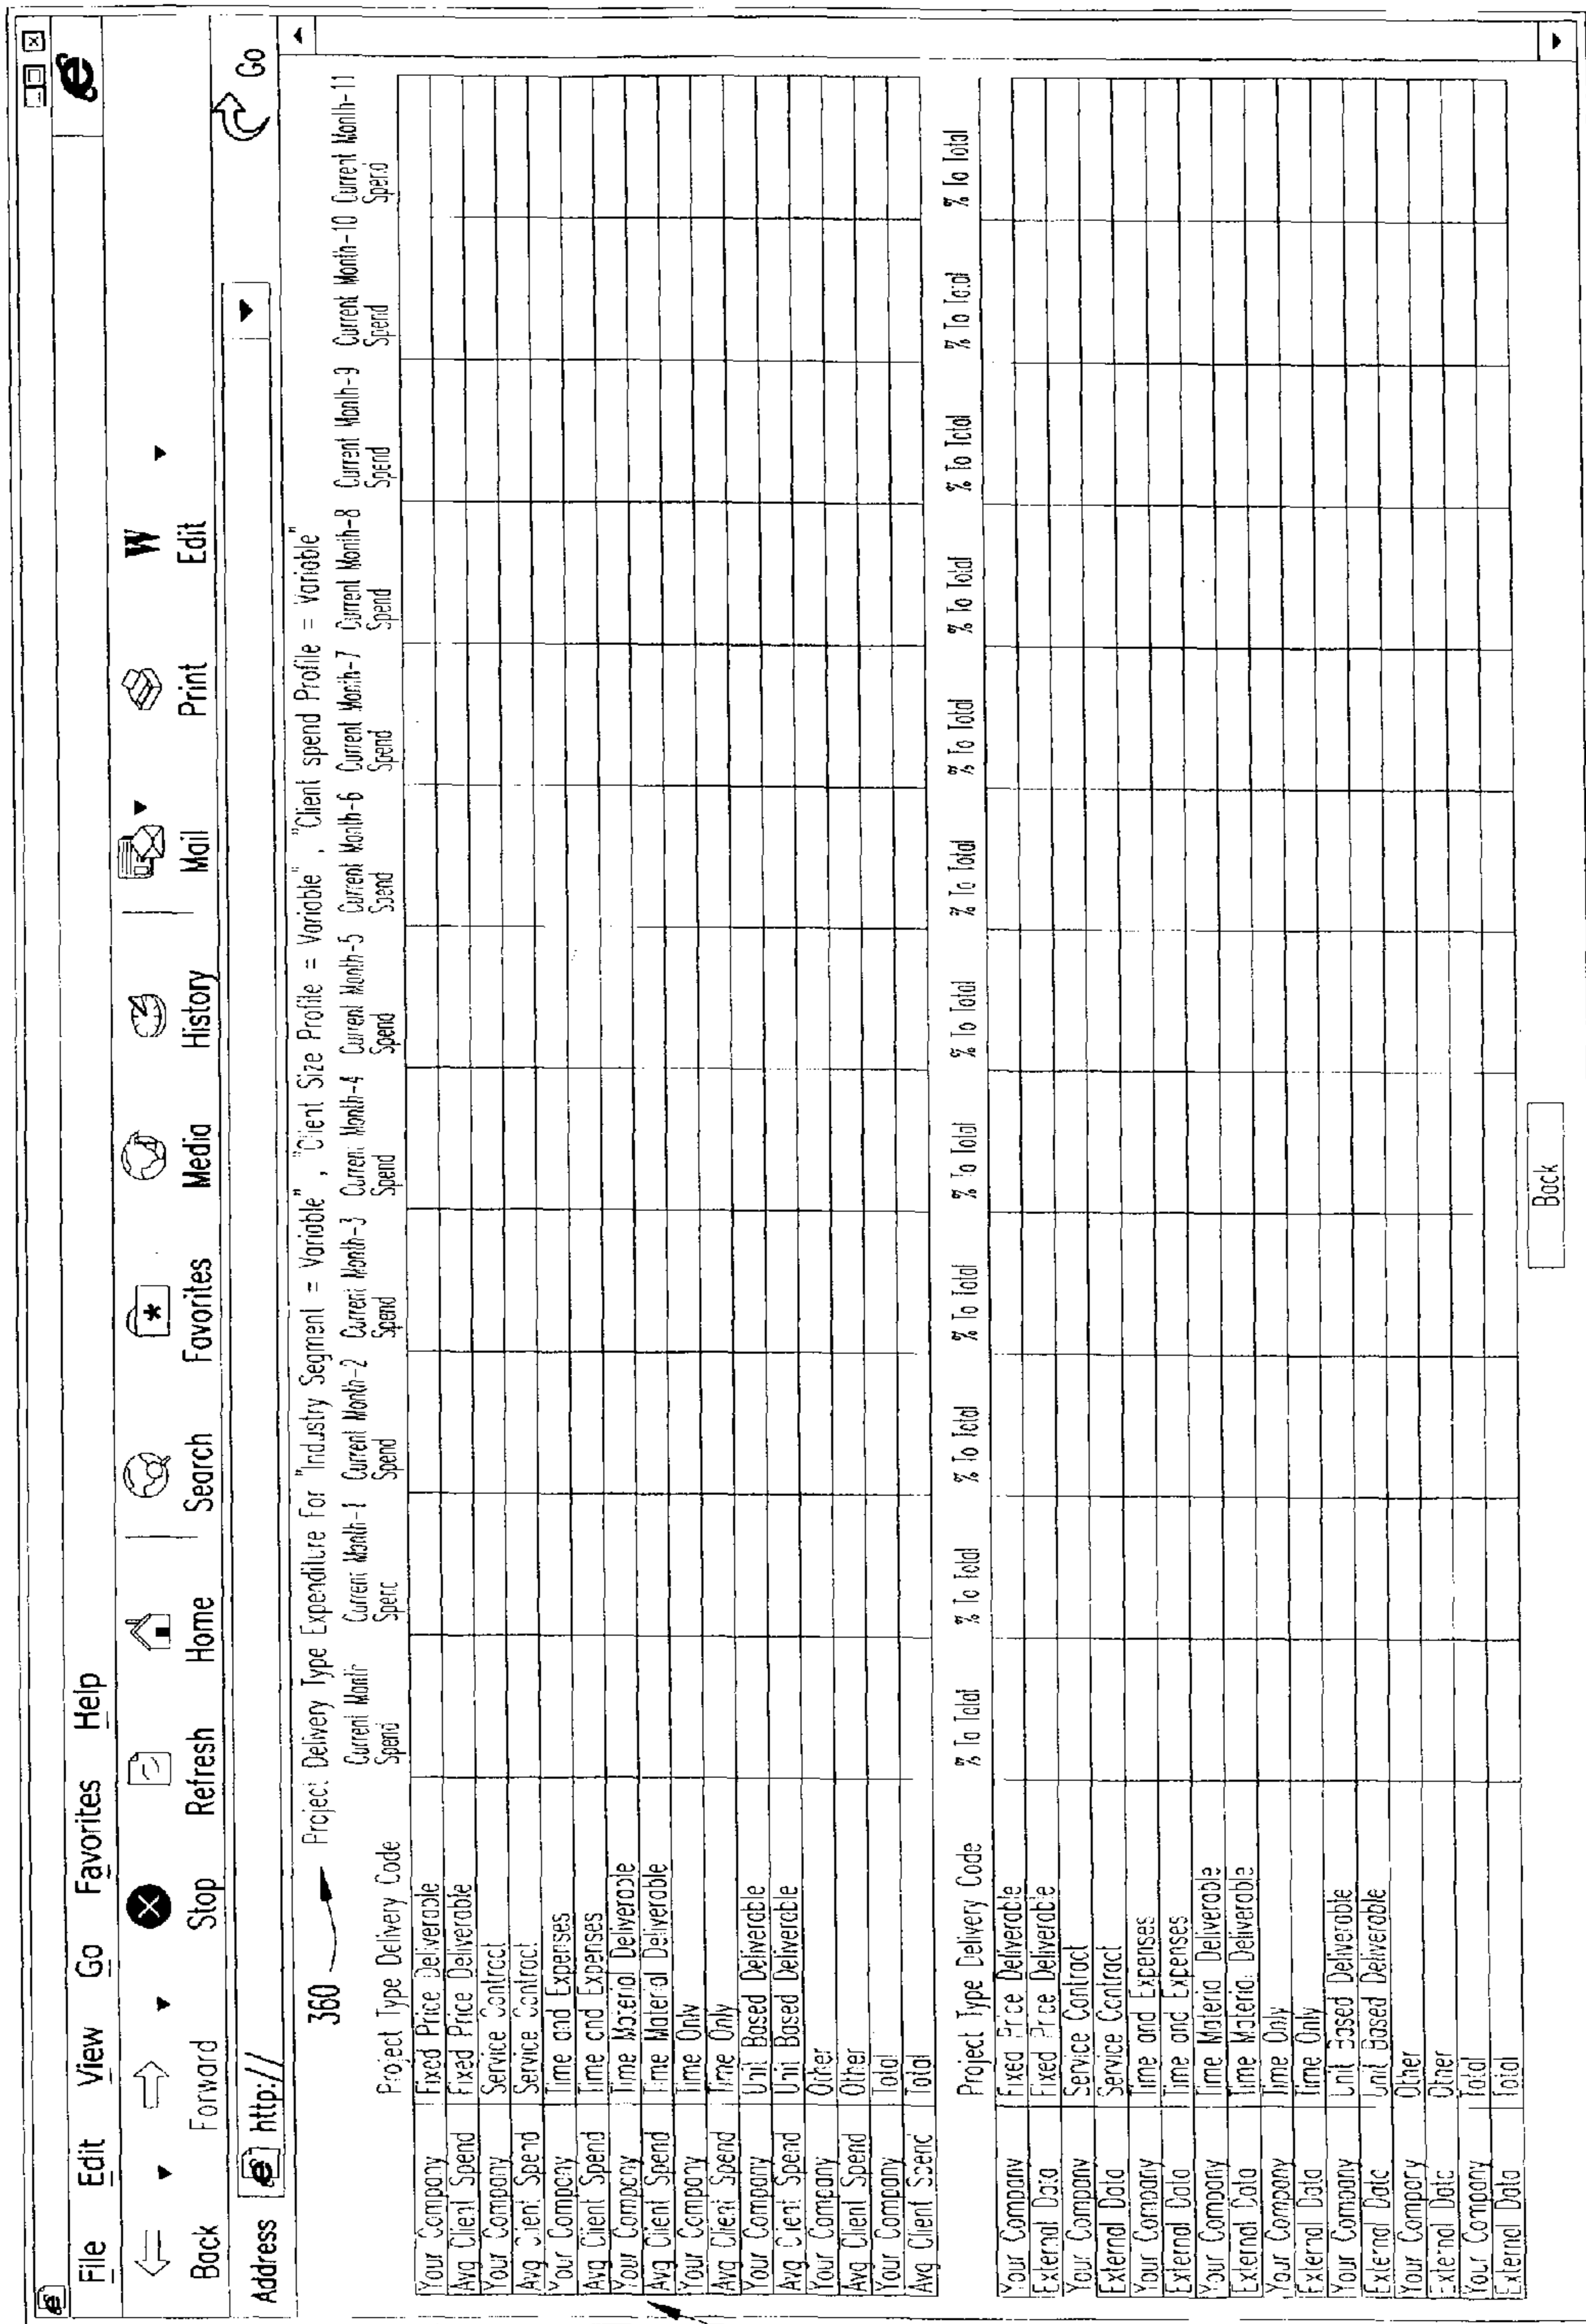 File Edit View Go Favorites Help
Back Forward Stop Refresh Home Search Favorites Media History Mail Print Edit
Address http:// Go
360 Project Delivery Type Expenditure For "Industry Segment = Variable" , "Client Size Profile = Variable" , "Client spend Profile = Variable"
Project Type Delivery Code Current Month Spend Current Month-1 Spend Current Month-2 Spend Current Month-3 Spend Current Month-4 Spend Current Month-5 Spend Current Month-6 Spend Current Month-7 Spend Current Month-8 Spend Current Month-9 Spend Current Month-10 Spend Current Month-11 Spend
Your Company Fixed Price Deliverable
Avg Client Spend Fixed Price Deliverable
Your Company Service Contract
Avg Client Spend Service Contract
Your Company Time and Expenses
Avg Client Spend Time and Expenses
Your Company Time Material Deliverable
Avg Client Spend Time Material Deliverable
Your Company Time Only
Avg Client Spend Time Only
Your Company Unit Based Deliverable
Avg Client Spend Unit Based Deliverable
Your Company Other
Avg Client Spend Other
Your Company Total
Avg Client Spend Total
Project Type Delivery Code % To Total % To Total % To Total % To Total % To Total % To Total % To Total % To Total % To Total % To Total % To Total % To Total
Your Company Fixed Price Deliverable
External Data Fixed Price Deliverable
Your Company Service Contract
External Data Service Contract
Your Company Time and Expenses
External Data Time and Expenses
Your Company Time Material Deliverable
External Data Time Material Deliverable
Your Company Time Only
External Data Time Only
Your Company Unit Based Deliverable
External Data Unit Based Deliverable
Your Company Other
External Data Other
Your Company Total
External Data Total
Back